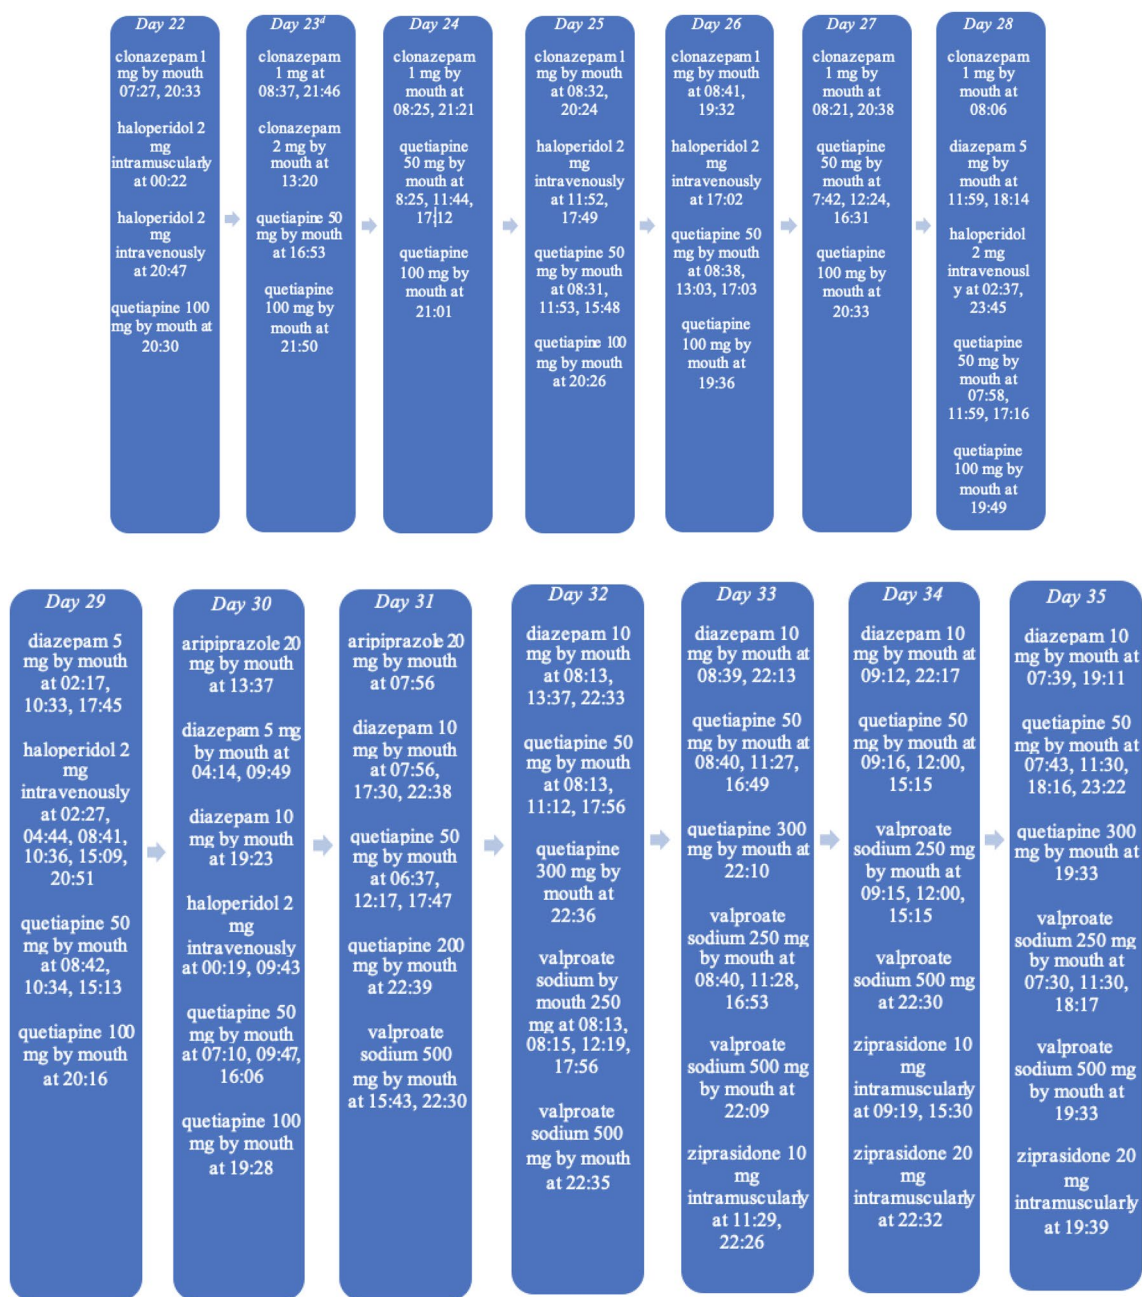 Day 22
clonazepam 1
mg by mouth
07:27, 20:33
haloperidol 2
mg
intramuscularly
at 00:22
haloperidol 2
mg
intravenously
at 20:47
quetiapine 100
mg by mouth at
20:30
Day 23d
clonazepam
1 mg at
08:37, 21:46
clonazepam
2 mg by
mouth at
13:20
quetiapine 50
mg by mouth
at 16:53
quetiapine
100 mg by
mouth at
21:50
Day 24
clonazepam
1 mg by
mouth at
08:25, 21:21
quetiapine
50 mg by
mouth at
8:25, 11:44,
17:12
quetiapine
100 mg by
mouth at
21:01
Day 25
clonazepam 1
mg by mouth
at 08:32,
20:24
haloperidol 2
mg
intravenously
at 11:52,
17:49
quetiapine 50
mg by mouth
at 08:31,
11:53, 15:48
quetiapine 100
mg by mouth
at 20:26
Day 26
clonazepam 1
mg by mouth
at 08:41,
19:32
haloperidol 2
mg
intravenously
at 17:02
quetiapine 50
mg by mouth
at 08:38,
13:03, 17:03
quetiapine
100 mg by
mouth at
19:36
Day 27
clonazepam
1 mg by
mouth at
08:21, 20:38
quetiapine
50 mg by
mouth at
7:42, 12:24,
16:31
quetiapine
100 mg by
mouth at
20:33
Day 28
clonazepam
1 mg by
mouth at
08:06
diazepam 5
mg by
mouth at
11:59, 18:14
haloperidol
2 mg
intravenousl
y at 02:37,
23:45
quetiapine
50 mg by
mouth at
07:58,
11:59, 17:16
quetiapine
100 mg by
mouth at
19:49
Day 29
diazepam 5
mg by mouth
at 02:17,
10:33, 17:45
haloperidol 2
mg
intravenously
at 02:27,
04:44, 08:41,
10:36, 15:09,
20:51
quetiapine 50
mg by mouth
at 08:42,
10:34, 15:13
quetiapine 100
mg by mouth
at 20:16
Day 30
aripiprazole 20
mg by mouth
at 13:37
diazepam 5 mg
by mouth at
04:14, 09:49
diazepam 10
mg by mouth
at 19:23
haloperidol 2
mg
intravenously
at 00:19, 09:43
quetiapine 50
mg by mouth
at 07:10, 09:47,
16:06
quetiapine 100
mg by mouth
at 19:28
Day 31
aripiprazole 20
mg by mouth
at 07:56
diazepam 10
mg by mouth
at 07:56,
17:30, 22:38
quetiapine 50
mg by mouth
at 06:37,
12:17, 17:47
quetiapine 200
mg by mouth
at 22:39
valproate
sodium 500
mg by mouth
at 15:43, 22:30
Day 32
diazepam 10
mg by mouth
at 08:13,
13:37, 22:33
quetiapine 50
mg by mouth
at 08:13,
11:12, 17:56
quetiapine
300 mg by
mouth at
22:36
valproate
sodium by
mouth 250
mg at 08:13,
08:15, 12:19,
17:56
valproate
sodium 500
mg by mouth
at 22:35
Day 33
diazepam 10
mg by mouth at
08:39, 22:13
quetiapine 50
mg by mouth at
08:40, 11:27,
16:49
quetiapine 300
mg by mouth at
22:10
valproate
sodium 250 mg
by mouth at
08:40, 11:28,
16:53
valproate
sodium 500 mg
by mouth at
22:09
ziprasidone 10
mg
intramuscularly
at 11:29,
22:26
Day 34
diazepam 10
mg by mouth at
09:12, 22:17
quetiapine 50
mg by mouth at
09:16, 12:00,
15:15
valproate
sodium 250 mg
by mouth at
09:15, 12:00,
15:15
valproate
sodium 500 mg
at 22:30
ziprasidone 10
mg
intramuscularly
at 09:19, 15:30
ziprasidone 20
mg
intramuscularly
at 22:32
Day 35
diazepam 10
mg by mouth at
07:39, 19:11
quetiapine 50
mg by mouth at
07:43, 11:30,
18:16, 23:22
quetiapine 300
mg by mouth at
19:33
valproate
sodium 250 mg
by mouth at
07:30, 11:30,
18:17
valproate
sodium 500 mg
by mouth at
19:33
ziprasidone 20
mg
intramuscularly
at 19:39